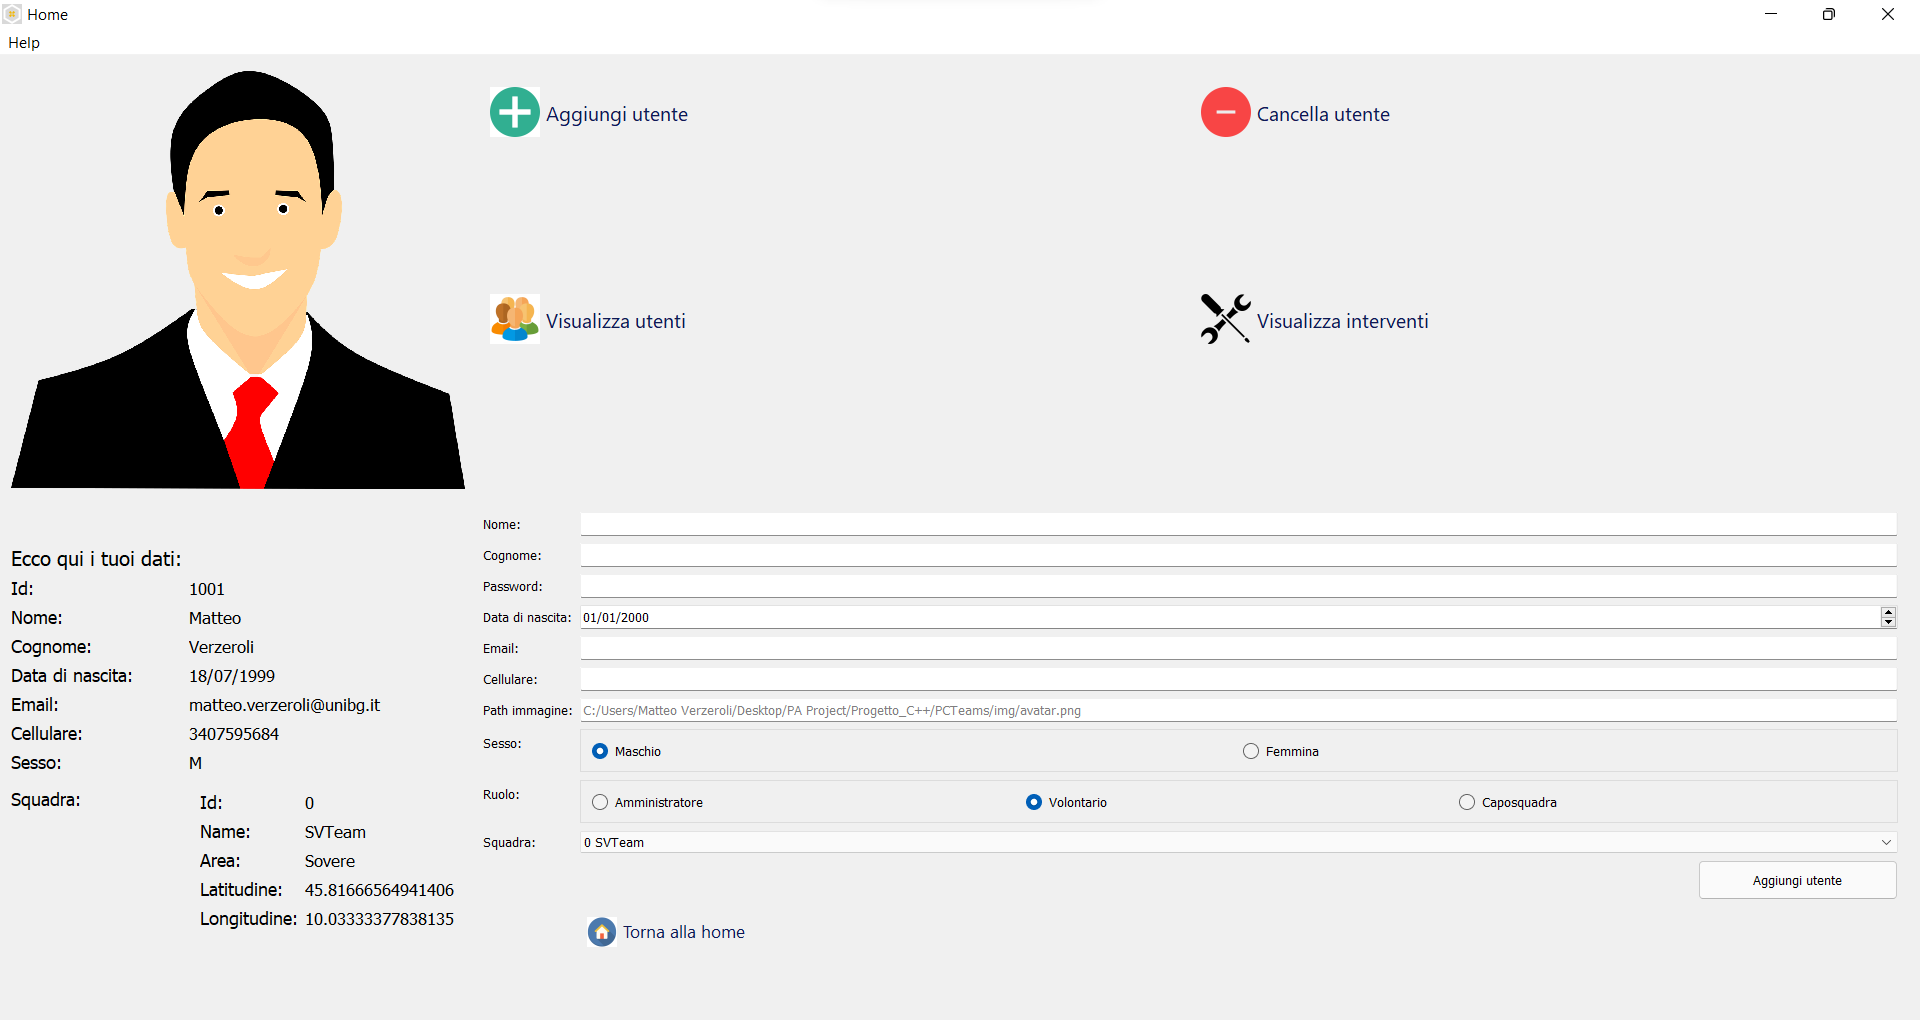 Home
Help
Aggiungi utente
Cancella utente
Visualizza utenti
Visualizza interventi
Ecco qui i tuoi dati:
Id: 1001
Nome: Matteo
Cognome: Verzeroli
Data di nascita: 18/07/1999
Email: matteo.verzeroli@unibg.it
Cellulare: 3407595684
Sesso: M
Squadra:
Id: 0
Name: SVTeam
Area: Sovere
Latitudine: 45.81666564941406
Longitudine: 10.03333377838135
Nome:
Cognome:
Password:
Data di nascita: 01/01/2000
Email:
Cellulare:
Path immagine: C:/Users/Matteo Verzeroli/Desktop/PA Project/Progetto_C++/PCTeams/img/avatar.png
Sesso: Maschio Femmina
Ruolo: Amministratore Volontario Caposquadra
Squadra: 0 SVTeam
Aggiungi utente
Torna alla home